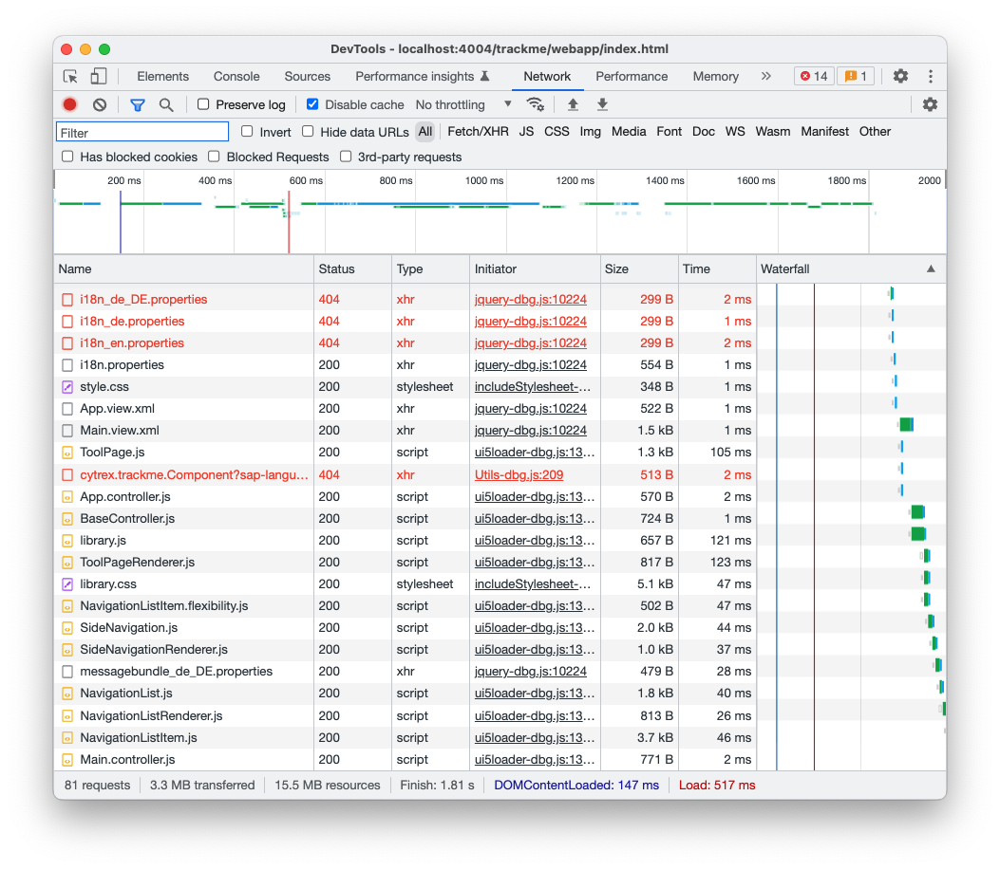 DevTools - localhost:4004/trackme/webapp/index.html
Elements Console Sources Performance insights Network Performance Memory » 14 1
Preserve log Disable cache No throttling
Filter Invert Hide data URLs All Fetch/XHR JS CSS Img Media Font Doc WS Wasm Manifest Other
Has blocked cookies Blocked Requests 3rd-party requests
200 ms 400 ms 600 ms 800 ms 1000 ms 1200 ms 1400 ms 1600 ms 1800 ms 2000
Name Status Type Initiator Size Time Waterfall
i18n_de_DE.properties 404 xhr jquery-dbg.js:10224 299 B 2 ms
i18n_de.properties 404 xhr jquery-dbg.js:10224 299 B 1 ms
i18n_en.properties 404 xhr jquery-dbg.js:10224 299 B 2 ms
i18n.properties 200 xhr jquery-dbg.js:10224 554 B 1 ms
style.css 200 stylesheet includeStylesheet-... 348 B 1 ms
App.view.xml 200 xhr jquery-dbg.js:10224 522 B 1 ms
Main.view.xml 200 xhr jquery-dbg.js:10224 1.5 kB 1 ms
ToolPage.js 200 script ui5loader-dbg.js:13... 1.3 kB 105 ms
cytrex.trackme.Component?sap-langu... 404 xhr Utils-dbg.js:209 513 B 2 ms
App.controller.js 200 script ui5loader-dbg.js:13... 570 B 2 ms
BaseController.js 200 script ui5loader-dbg.js:13... 724 B 1 ms
library.js 200 script ui5loader-dbg.js:13... 657 B 121 ms
ToolPageRenderer.js 200 script ui5loader-dbg.js:13... 817 B 123 ms
library.css 200 stylesheet includeStylesheet-... 5.1 kB 47 ms
NavigationListItem.flexibility.js 200 script ui5loader-dbg.js:13... 502 B 47 ms
SideNavigation.js 200 script ui5loader-dbg.js:13... 2.0 kB 44 ms
SideNavigationRenderer.js 200 script ui5loader-dbg.js:13... 1.0 kB 37 ms
messagebundle_de_DE.properties 200 xhr jquery-dbg.js:10224 479 B 28 ms
NavigationList.js 200 script ui5loader-dbg.js:13... 1.8 kB 40 ms
NavigationListRenderer.js 200 script ui5loader-dbg.js:13... 813 B 26 ms
NavigationListItem.js 200 script ui5loader-dbg.js:13... 3.7 kB 46 ms
Main.controller.js 200 script ui5loader-dbg.js:13... 771 B 2 ms
81 requests 3.3 MB transferred 15.5 MB resources Finish: 1.81 s DOMContentLoaded: 147 ms Load: 517 ms